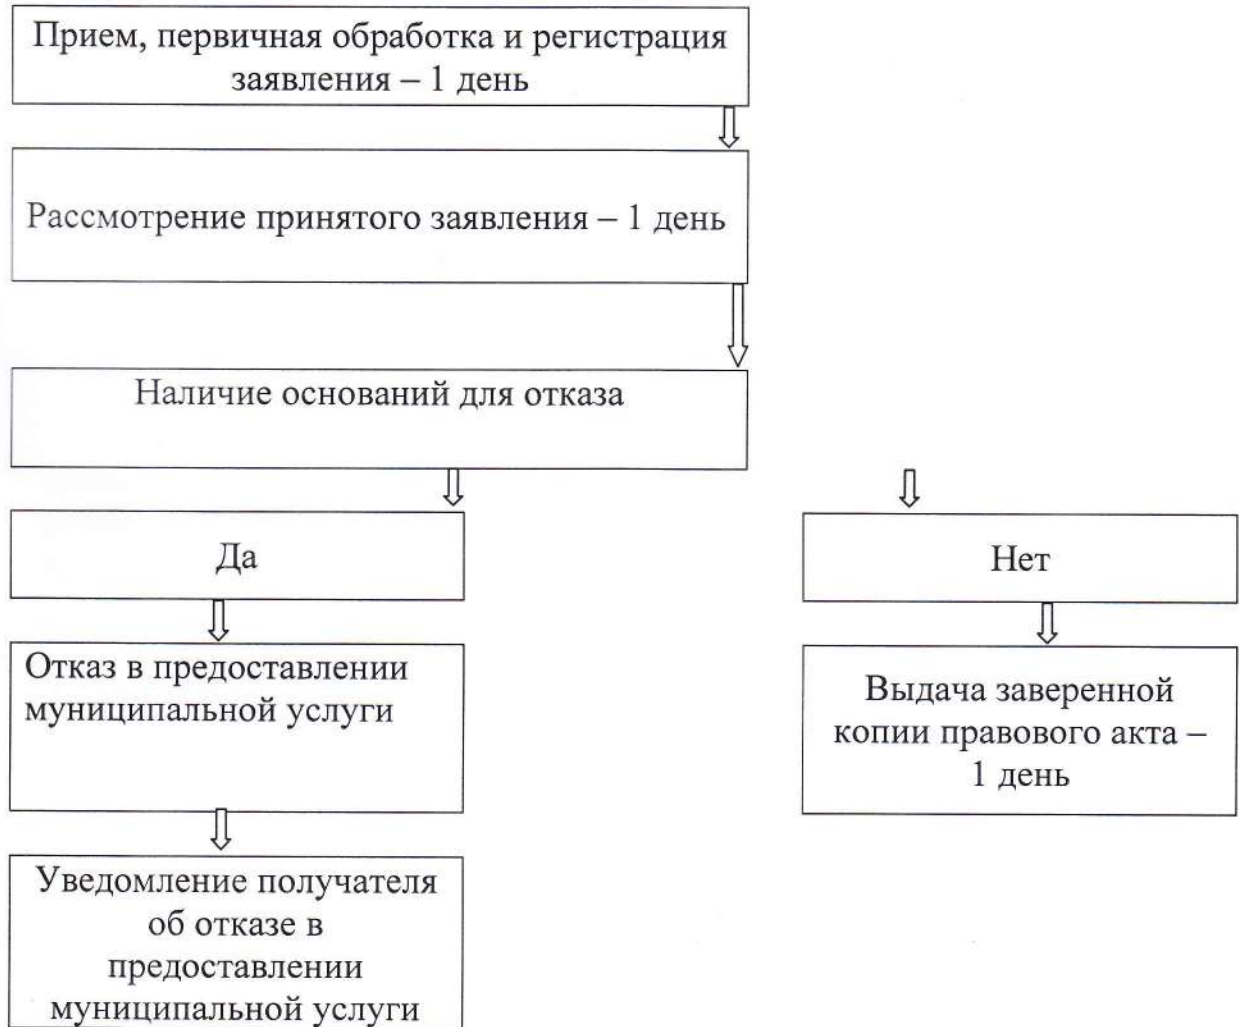 Прием, первичная обработка и регистрация
заявления – 1 день
Рассмотрение принятого заявления – 1 день
Наличие оснований для отказа
Да
Нет
Отказ в предоставлении
муниципальной услуги
Выдача заверенной
копии правового акта –
1 день
Уведомление получателя
об отказе в
предоставлении
муниципальной услуги